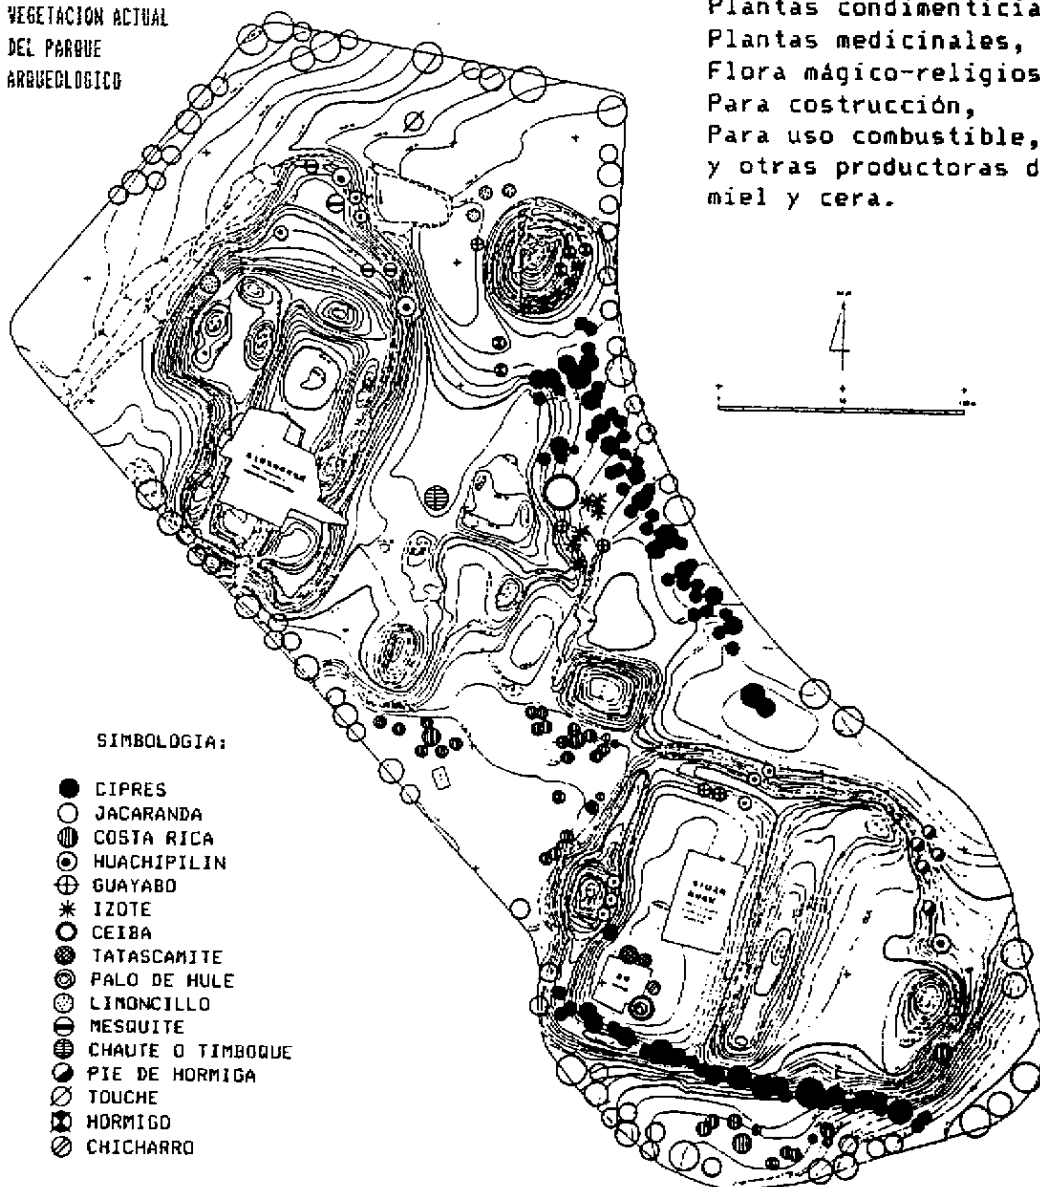 VEGETACION ACTUAL
DEL PARQUE
ARQUEOLOGICO
Plantas condimenticia
Plantas medicinales,
Flora mágico-religios
Para costrucción,
Para uso combustible,
y otras productoras d
miel y cera.
SIMBOLOGIA:
CIPRES
JACARANDA
COSTA RICA
HUACHIPILIN
GUAYABO
IZOTE
CEIBA
TATASCAMITE
PALO DE HULE
LIMONCILLO
MESQUITE
CHAUTE O TIMBOQUE
PIE DE HORMIGA
TOUCHE
HORMIGO
CHICHARRO